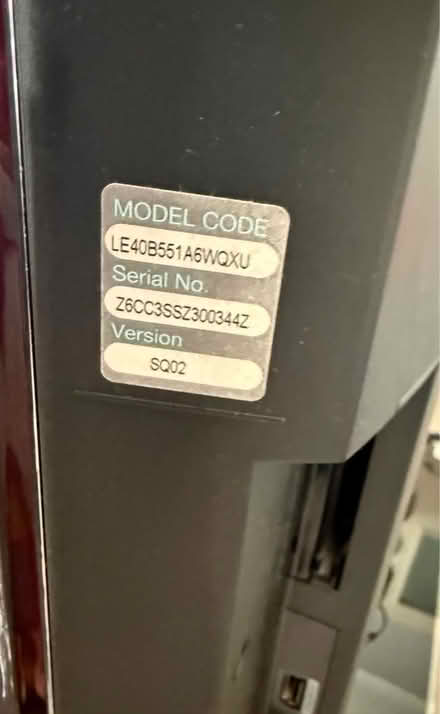 MODEL CODE
LE40B551A6WQXU
Serial No.
Z6CC3SSZ300344Z
Version
SQ02